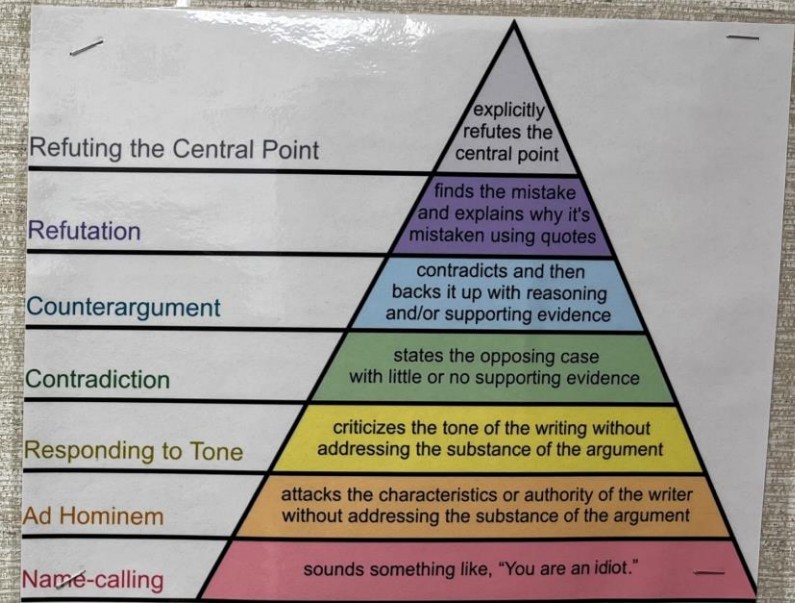 explicitly
refutes the
central point
Refuting the Central Point
finds the mistake
and explains why it's
mistaken using quotes
Refutation
contradicts and then
backs it up with reasoning
and/or supporting evidence
Counterargument
states the opposing case
with little or no supporting evidence
Contradiction
criticizes the tone of the writing without
addressing the substance of the argument
Responding to Tone
attacks the characteristics or authority of the writer
without addressing the substance of the argument
Ad Hominem
sounds something like, “You are an idiot.”
Name-calling